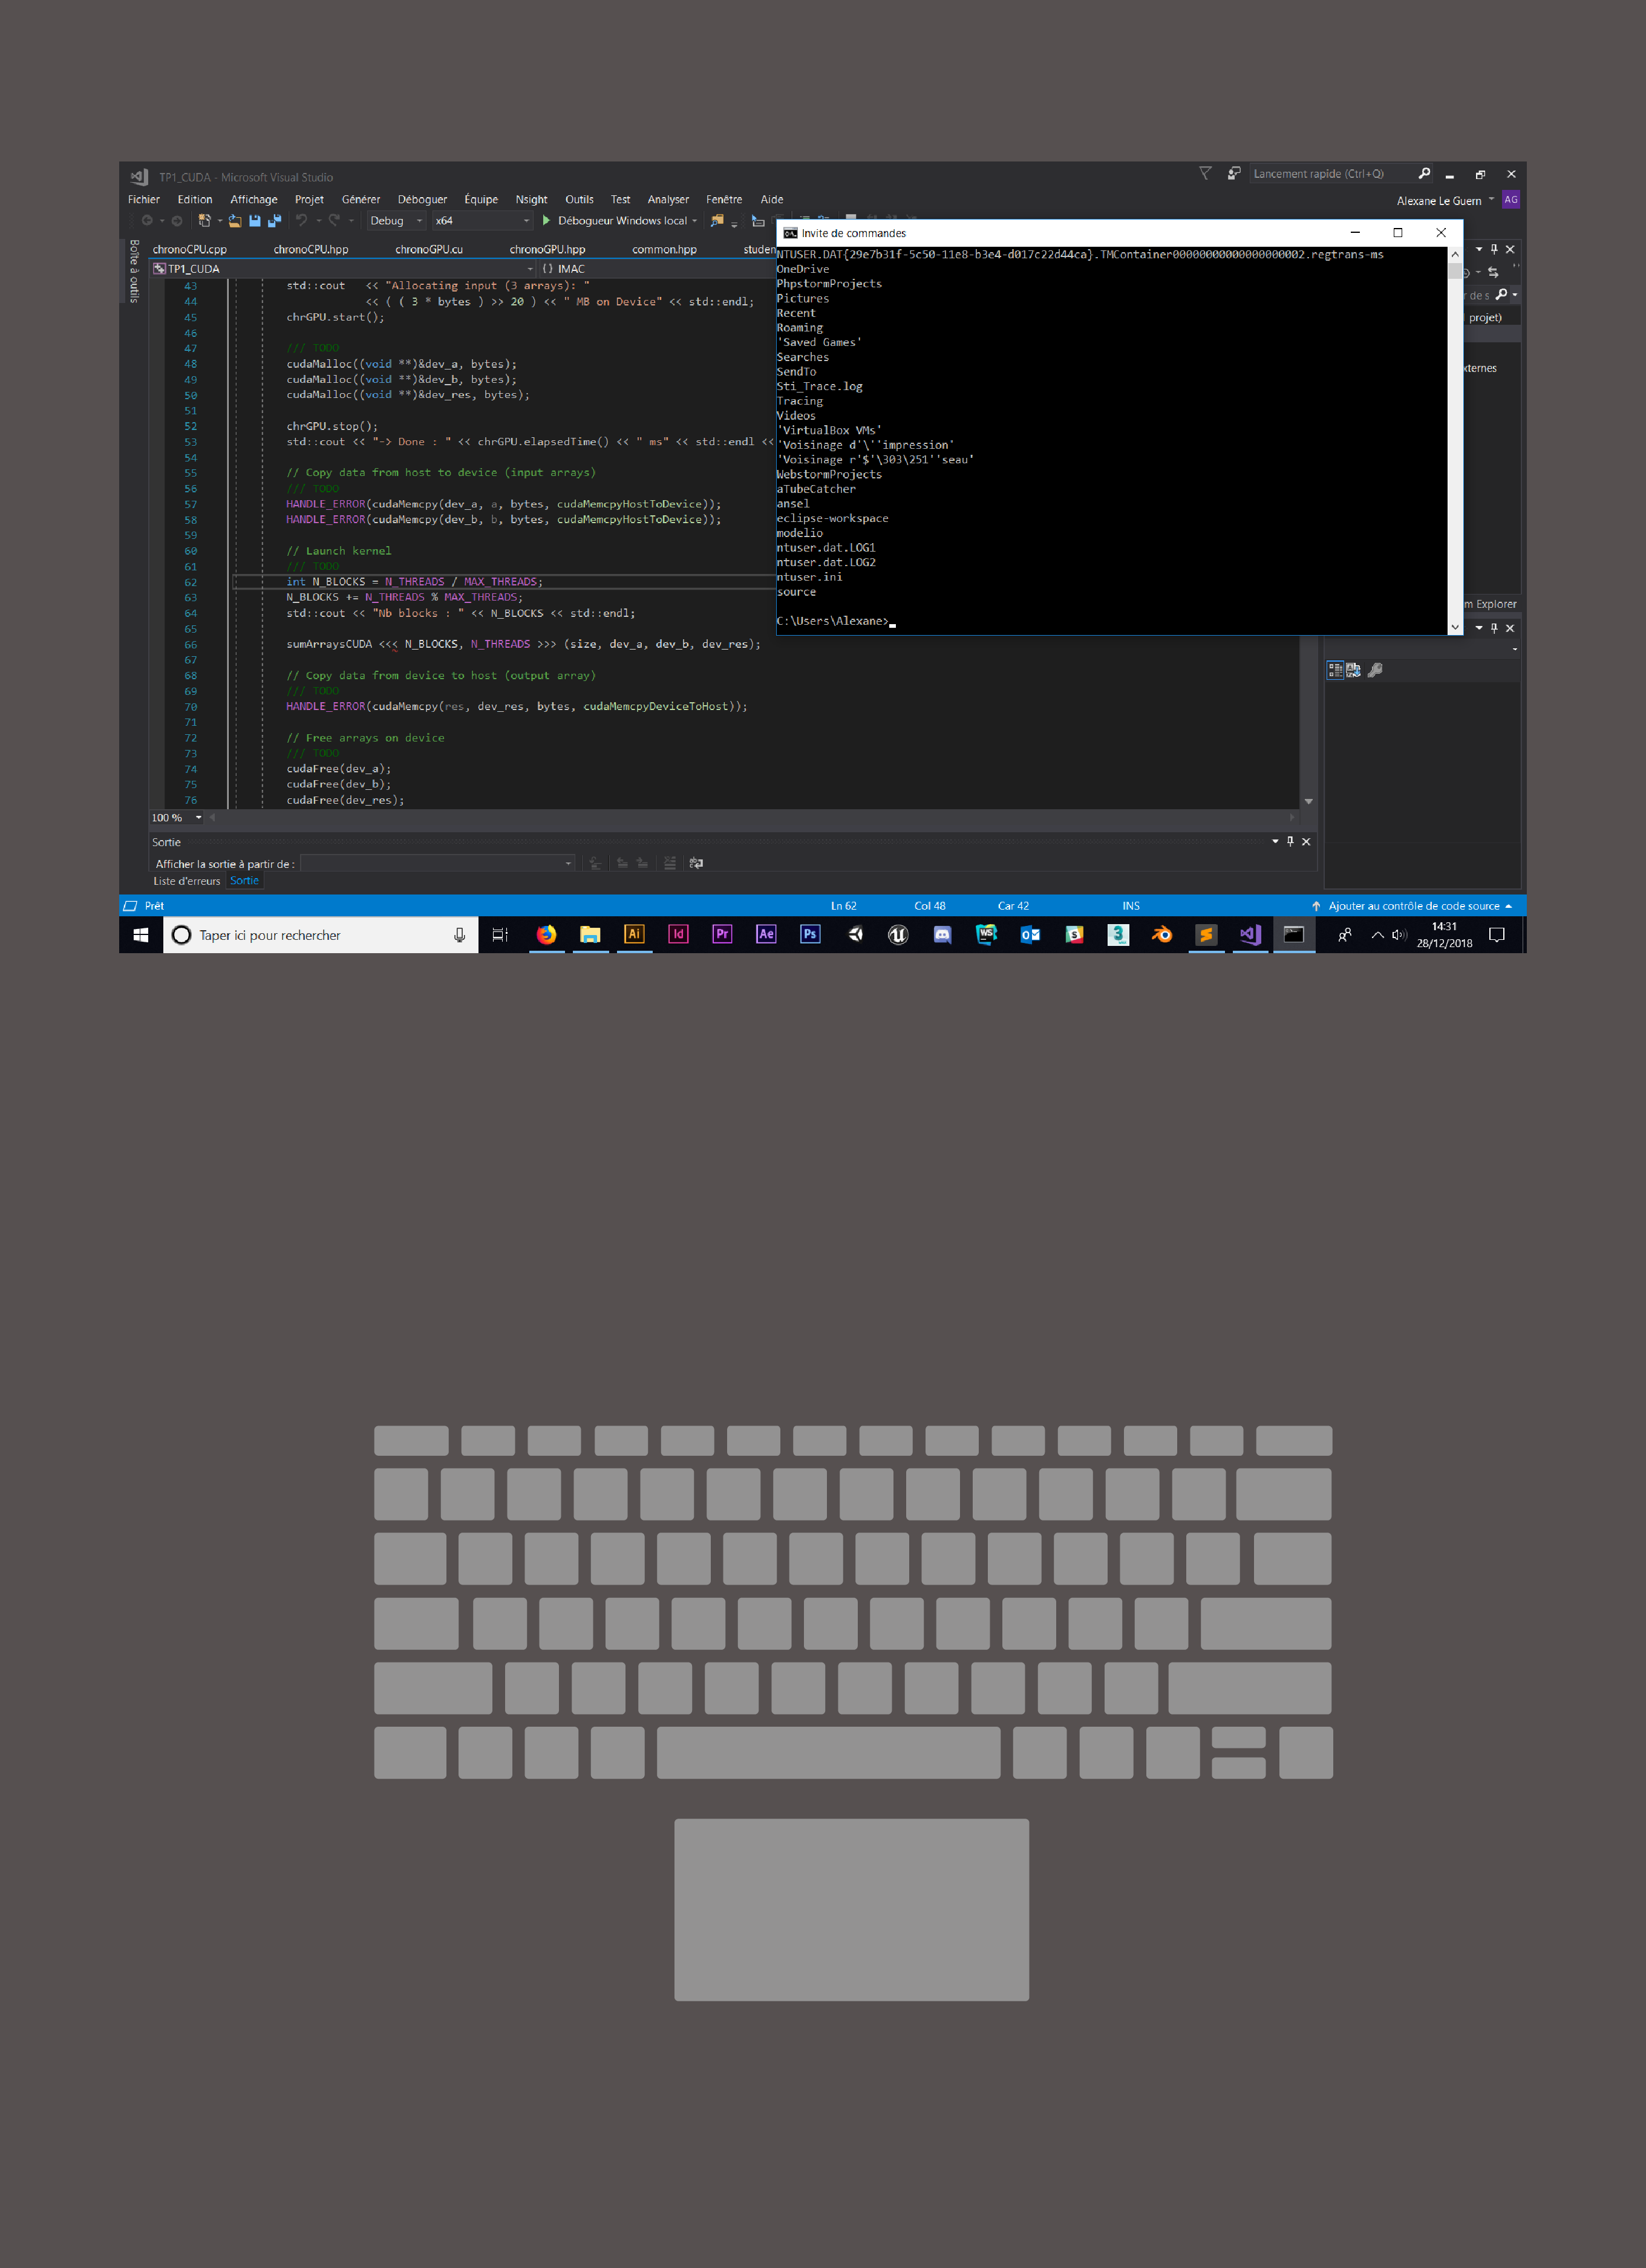 TP1_CUDA - Microsoft Visual Studio
Lancement rapide (Ctrl+Q)
Fichier Edition Affichage Projet Générer Déboguer Équipe Nsight Outils Test Analyser Fenêtre Aide
Alexane Le Guern AG
Debug x64 Débogueur Windows local
Boîte à outils
chronoCPU.cpp chronoCPU.hpp chronoGPU.cu chronoGPU.hpp common.hpp studen
TP1_CUDA {} IMAC
43 std::cout << "Allocating input (3 arrays): "
44 << ( ( 3 * bytes ) >> 20 ) << " MB on Device" << std::endl;
45 chrGPU.start();
46
47 /// TODO
48 cudaMalloc((void **)&dev_a, bytes);
49 cudaMalloc((void **)&dev_b, bytes);
50 cudaMalloc((void **)&dev_res, bytes);
51
52 chrGPU.stop();
53 std::cout << "-> Done : " << chrGPU.elapsedTime() << " ms" << std::endl <<
54
55 // Copy data from host to device (input arrays)
56 /// TODO
57 HANDLE_ERROR(cudaMemcpy(dev_a, a, bytes, cudaMemcpyHostToDevice));
58 HANDLE_ERROR(cudaMemcpy(dev_b, b, bytes, cudaMemcpyHostToDevice));
59
60 // Launch kernel
61 /// TODO
62 int N_BLOCKS = N_THREADS / MAX_THREADS;
63 N_BLOCKS += N_THREADS % MAX_THREADS;
64 std::cout << "Nb blocks : " << N_BLOCKS << std::endl;
65
66 sumArraysCUDA <<< N_BLOCKS, N_THREADS >>> (size, dev_a, dev_b, dev_res);
67
68 // Copy data from device to host (output array)
69 /// TODO
70 HANDLE_ERROR(cudaMemcpy(res, dev_res, bytes, cudaMemcpyDeviceToHost));
71
72 // Free arrays on device
73 /// TODO
74 cudaFree(dev_a);
75 cudaFree(dev_b);
76 cudaFree(dev_res);
100 %
Invite de commandes
NTUSER.DAT{29e7b31f-5c50-11e8-b3e4-d017c22d44ca}.TMContainer00000000000000000002.regtrans-ms
OneDrive
PhpstormProjects
Pictures
Recent
Roaming
'Saved Games'
Searches
SendTo
Sti_Trace.log
Tracing
Videos
'VirtualBox VMs'
'Voisinage d'\''impression'
'Voisinage r'$'\303\251''seau'
WebstormProjects
aTubeCatcher
ansel
eclipse-workspace
modelio
ntuser.dat.LOG1
ntuser.dat.LOG2
ntuser.ini
source
C:\Users\Alexane>
r de s
projet)
xternes
m Explorer
Sortie
Afficher la sortie à partir de :
Liste d'erreurs Sortie
Prêt Ln 62 Col 48 Car 42 INS Ajouter au contrôle de code source
Taper ici pour rechercher
Ai Id Pr Ae Ps WS S 3
14:31
28/12/2018